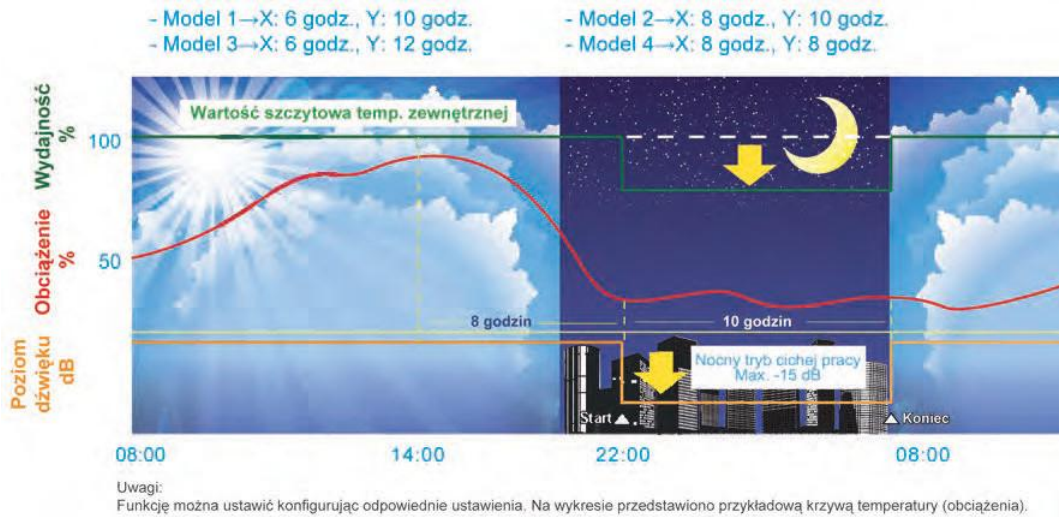 - Model 1→X: 6 godz., Y: 10 godz.
- Model 2→X: 8 godz., Y: 10 godz.
- Model 3→X: 6 godz., Y: 12 godz.
- Model 4→X: 8 godz., Y: 8 godz.
Wydajność
%
Obciążenie
%
Poziom
dźwięku
dB
100
50
Wartość szczytowa temp. zewnętrznej
8 godzin
10 godzin
Nocny tryb cichej pracy
Max. -15 dB
Start
Koniec
08:00
14:00
22:00
08:00
Uwagi:
Funkcję można ustawić konfigurując odpowiednie ustawienia. Na wykresie przedstawiono przykładową krzywą temperatury (obciążenia).